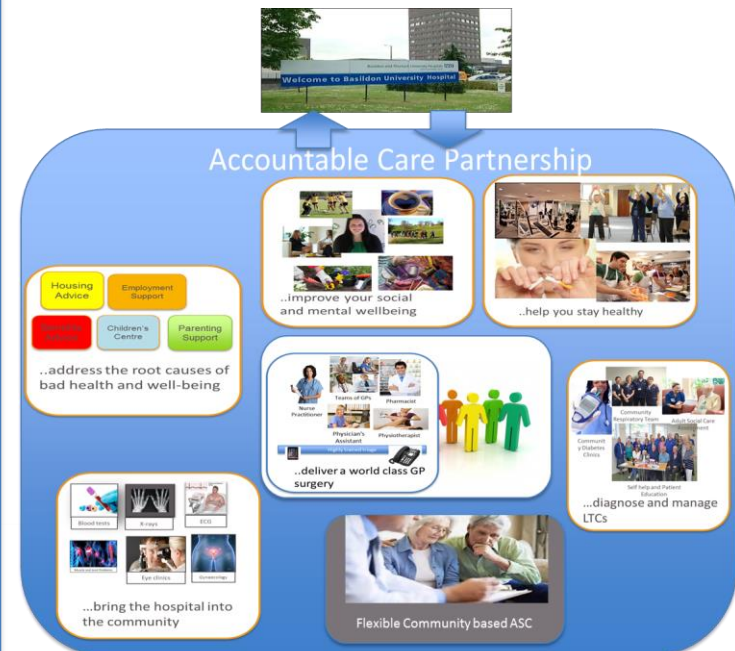 Welcome to Basildon University Hospital
Accountable Care Partnership
..improve your social
and mental wellbeing
..help you stay healthy
Housing
Advice
Employment
Support
Children's
Centre
Parenting
Support
..address the root causes of
bad health and well-being
Nurse
Practitioner
Teams of GPs
Pharmacist
Physician's
Assistant
Physiotherapist
..deliver a world class GP
surgery
Community
Respiratory Team
Adult Social Care
Communit
y Diabetes
Clinics
Self help and Patient
Education
...diagnose and manage
LTCs
Blood tests
X-rays
ECG
Eye clinics
Gynaecology
...bring the hospital into
the community
Flexible Community based ASC